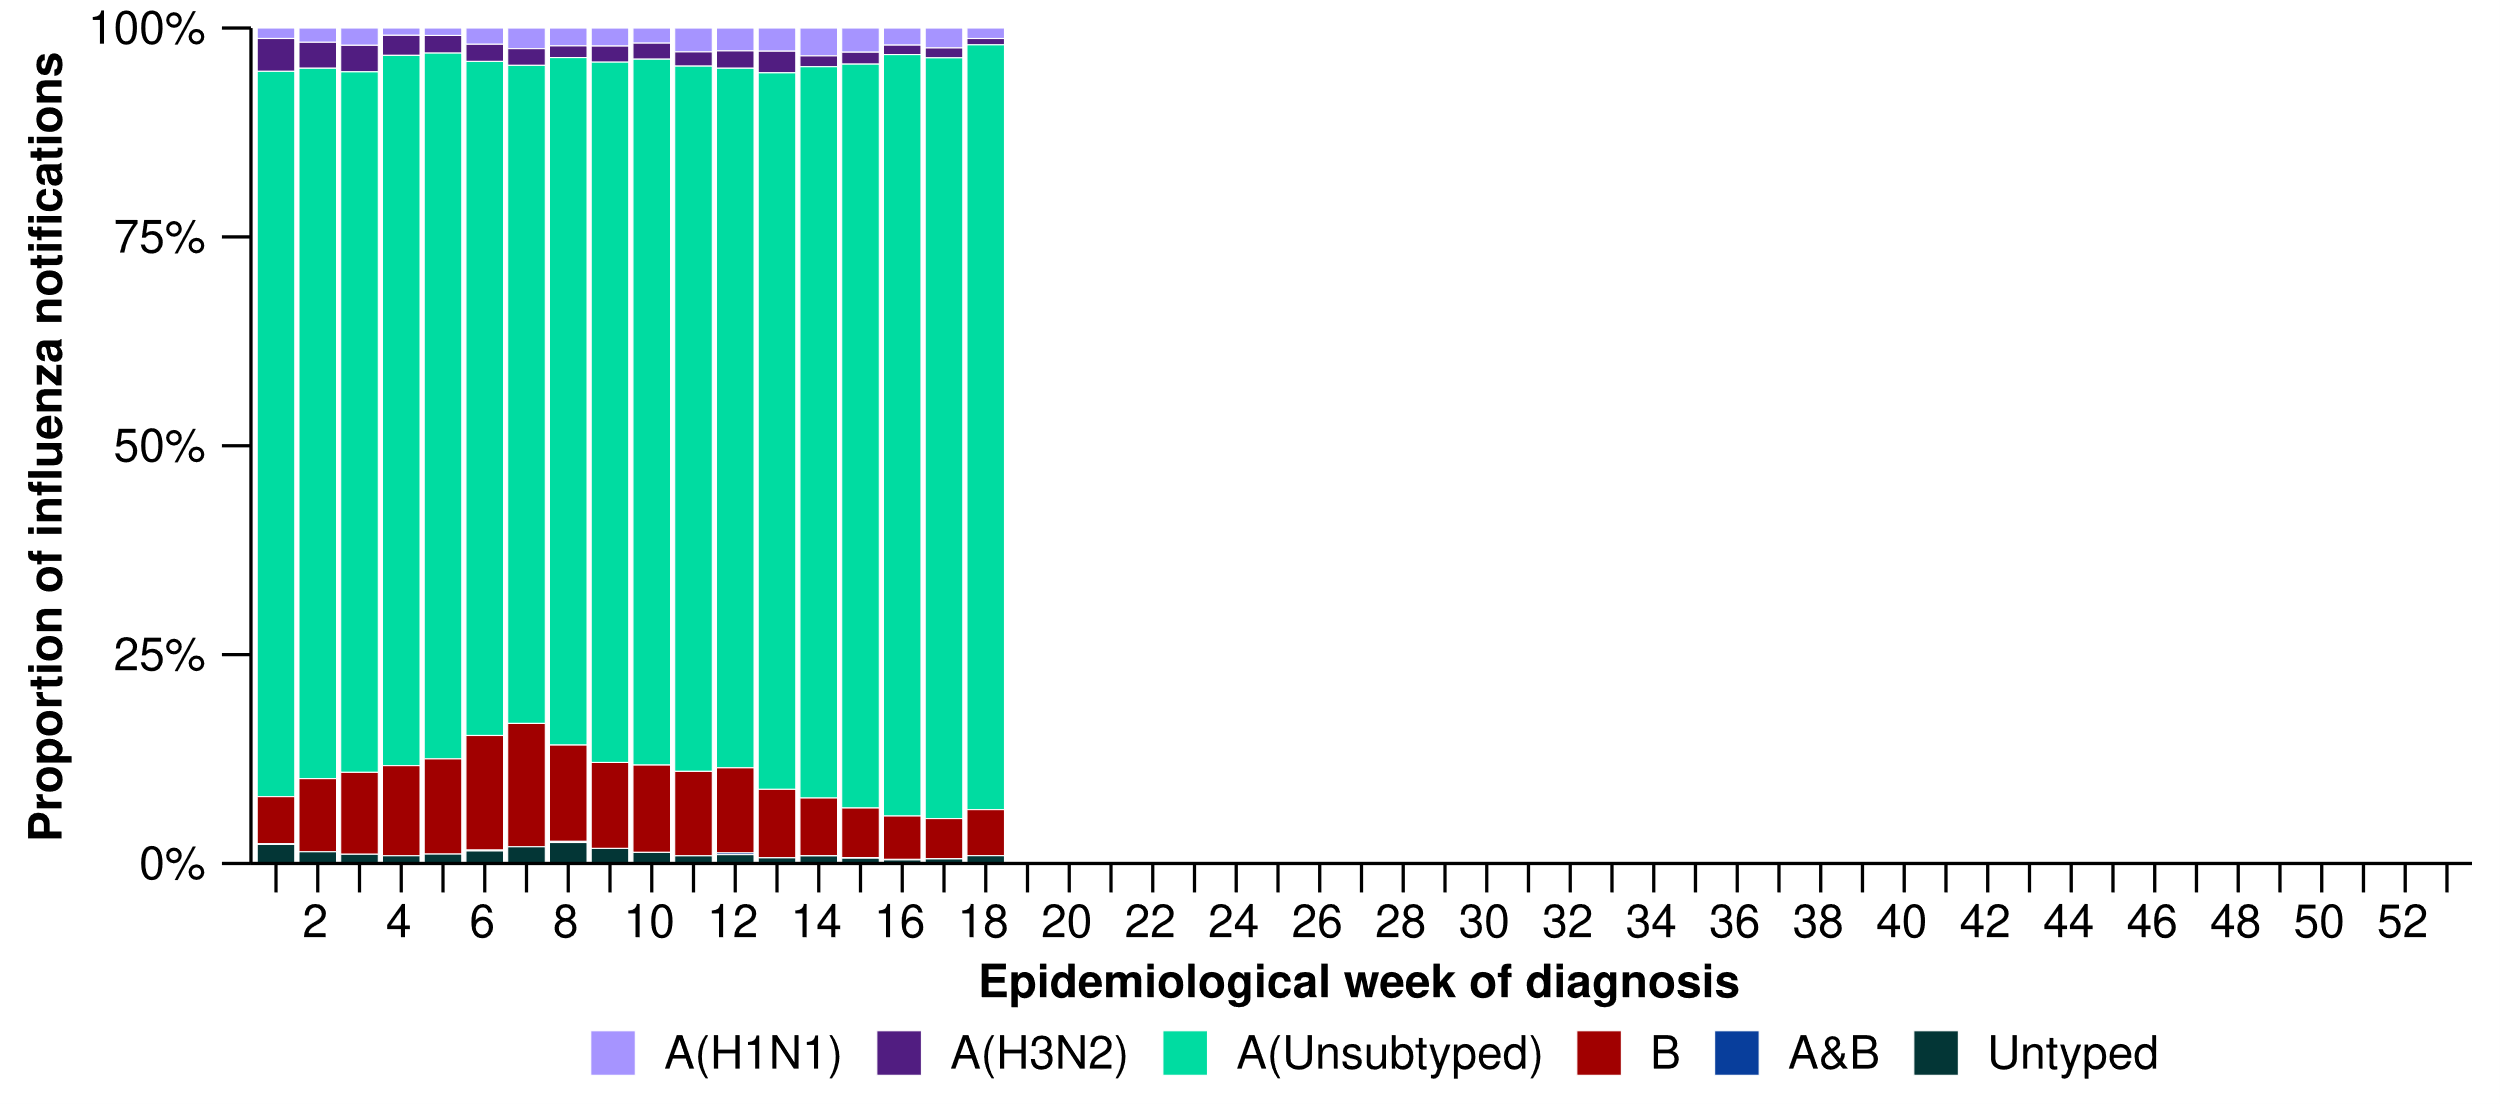 Proportion of influenza notifications
100%
75%
50%
25%
0%
2 4 6 8 10 12 14 16 18 20 22 24 26 28 30 32 34 36 38 40 42 44 46 48 50 52
Epidemiological week of diagnosis
A(H1N1) A(H3N2) A(Unsubtyped) B A&B Untyped